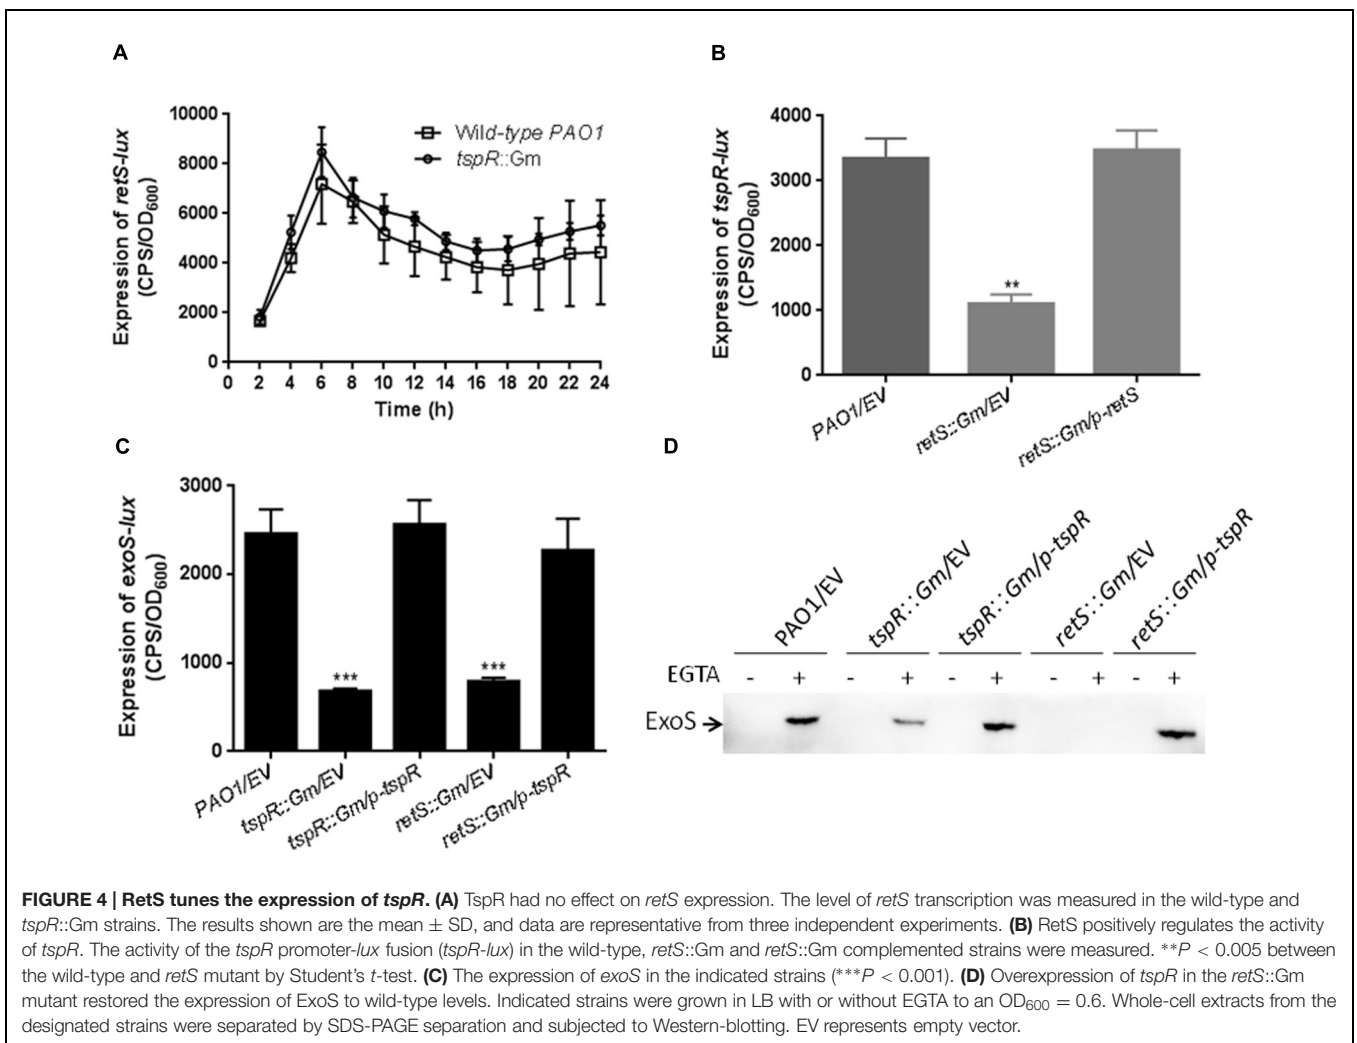 A
Expression of retS-lux
(CPS/OD600)
10000
8000
6000
4000
2000
0
Wild-type PAO1
tspR::Gm
0 2 4 6 8 10 12 14 16 18 20 22 24
Time (h)
B
Expression of tspR-lux
(CPS/OD600)
4000
3000
2000
1000
0
**
PAO1/EV
retS::Gm/EV
retS::Gm/p-retS
C
Expression of exoS-lux
(CPS/OD600)
3000
2000
1000
0
***
***
PAO1/EV
tspR::Gm/EV
tspR::Gm/p-tspR
retS::Gm/EV
retS::Gm/p-tspR
D
PAO1/EV
tspR::Gm/EV
tspR::Gm/p-tspR
retS::Gm/EV
retS::Gm/p-tspR
EGTA - + - + - + - + - +
ExoS
FIGURE 4 | RetS tunes the expression of tspR. (A) TspR had no effect on retS expression. The level of retS transcription was measured in the wild-type and
tspR::Gm strains. The results shown are the mean ± SD, and data are representative from three independent experiments. (B) RetS positively regulates the activity
of tspR. The activity of the tspR promoter-lux fusion (tspR-lux) in the wild-type, retS::Gm and retS::Gm complemented strains were measured. **P < 0.005 between
the wild-type and retS mutant by Student's t-test. (C) The expression of exoS in the indicated strains (***P < 0.001). (D) Overexpression of tspR in the retS::Gm
mutant restored the expression of ExoS to wild-type levels. Indicated strains were grown in LB with or without EGTA to an OD600 = 0.6. Whole-cell extracts from the
designated strains were separated by SDS-PAGE separation and subjected to Western-blotting. EV represents empty vector.